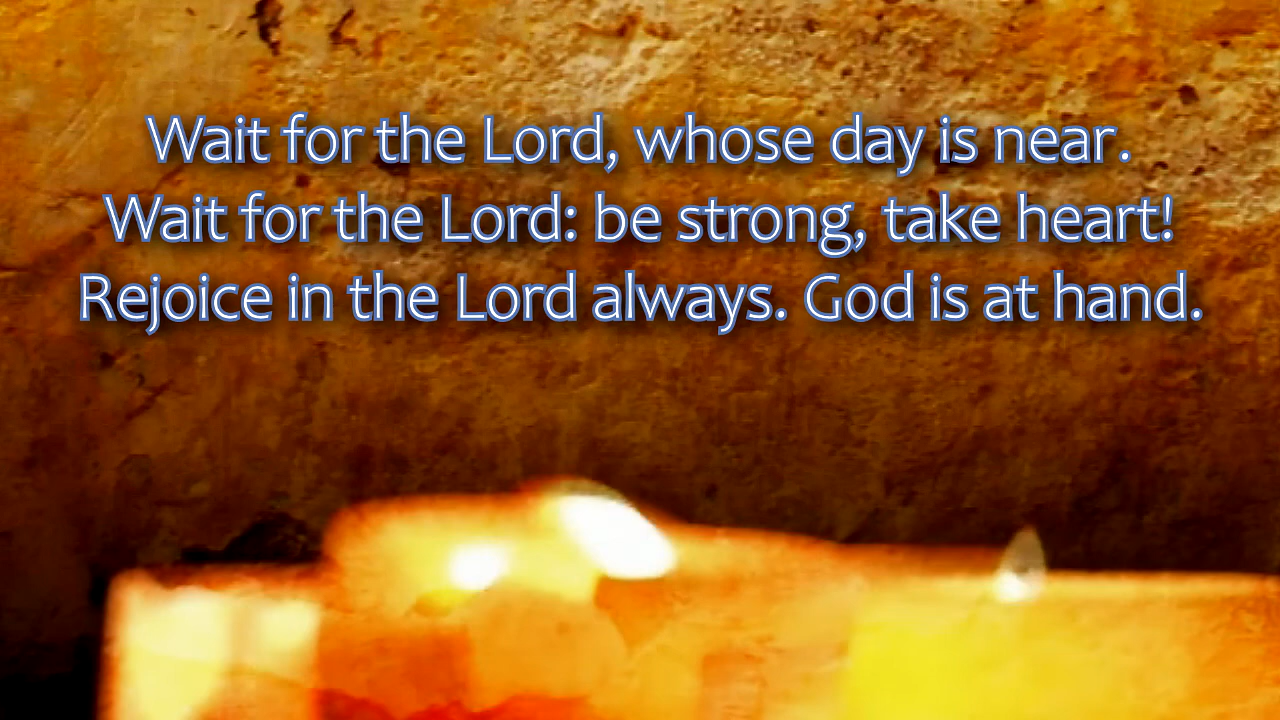 Wait for the Lord, whose day is near.
Wait for the Lord: be strong, take heart!
Rejoice in the Lord always. God is at hand.